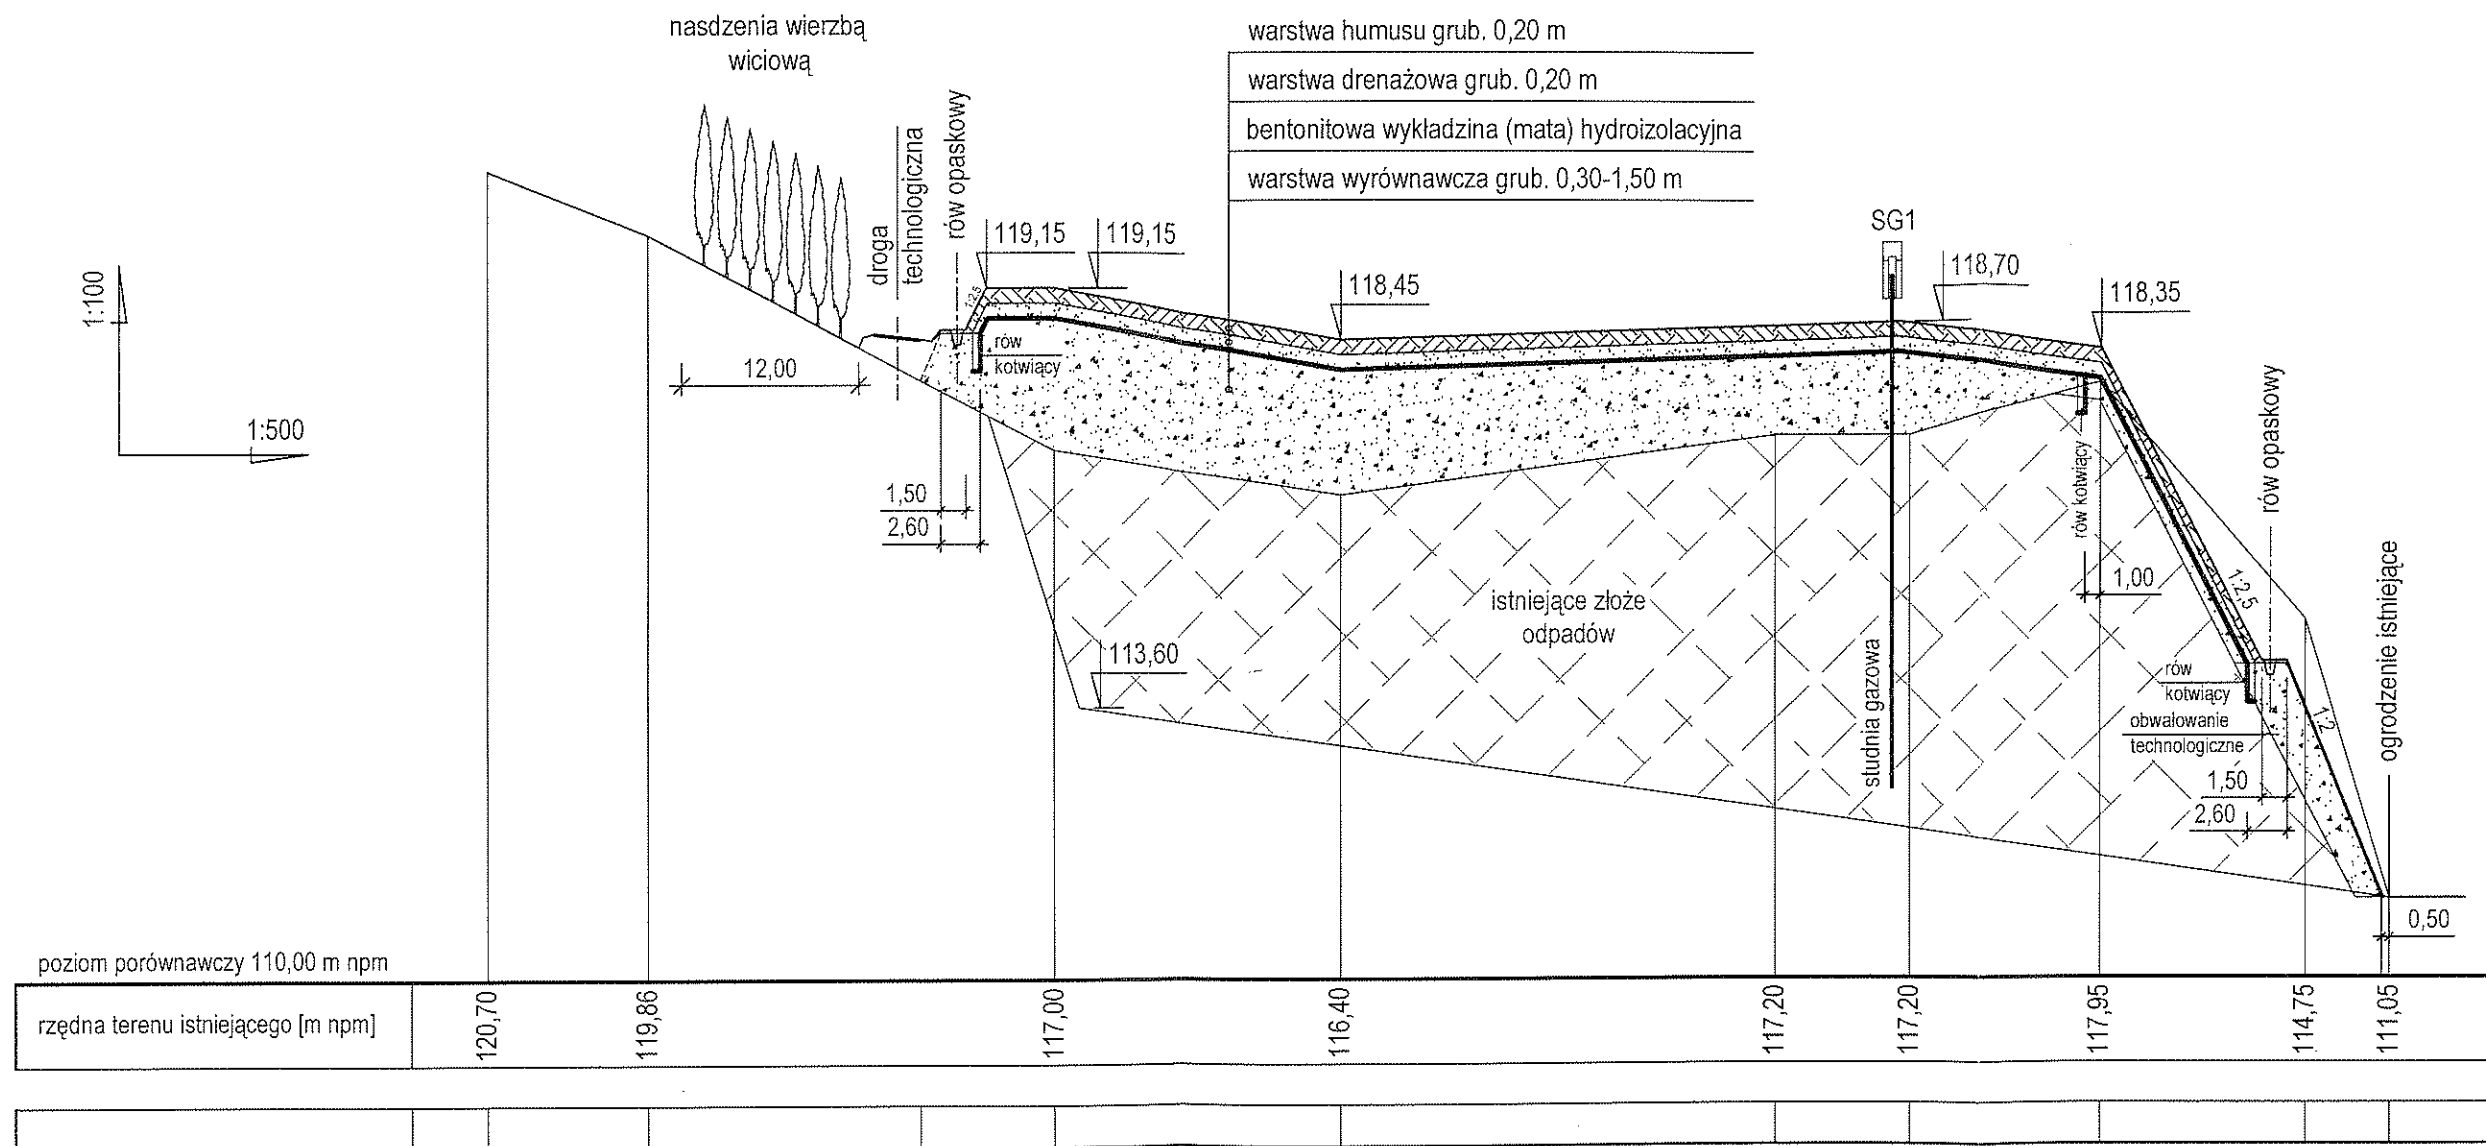 nasdzenia wierzbą
wiciową
warstwa humusu grub. 0,20 m
warstwa drenażowa grub. 0,20 m
bentonitowa wykładzina (mata) hydroizolacyjna
warstwa wyrównawcza grub. 0,30-1,50 m
droga
technologiczna
rów opaskowy
119,15
119,15
118,45
SG1
118,70
118,35
1:100
1:500
12,00
1:2,5
rów
kotwiący
1,50
2,60
113,60
istniejące złoże
odpadów
studnia gazowa
rów kotwiący
1,00
rów opaskowy
1:2,5
rów
kotwiący
obwałowanie
technologiczne
1:2
1,50
2,60
ogrodzenie istniejące
0,50
poziom porównawczy 110,00 m npm
rzędna terenu istniejącego [m npm]
120,70
119,86
117,00
116,40
117,20
117,20
117,95
114,75
111,05